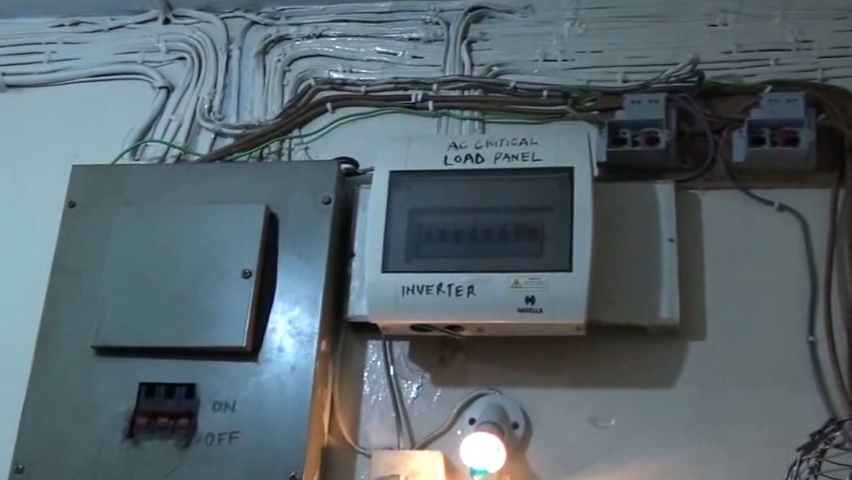 AC CRITICAL
LOAD PANEL
INVERTER
HAVELLS
ON
OFF